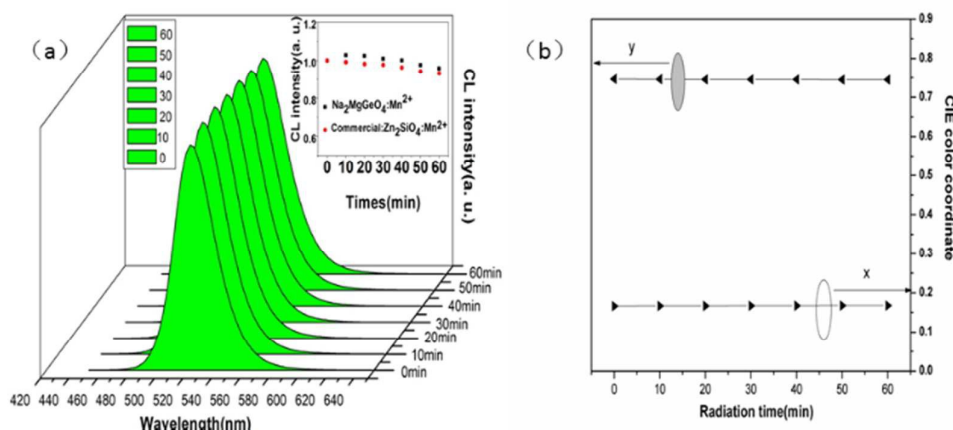 (a)
60
50
40
30
20
10
0
CL intensity(a. u.)
1.2
1.0
0.8
0.6
Na2MgGeO4:Mn2+
Commercial:Zn2SiO4:Mn2+
0 10 20 30 40 50 60
Times(min)
CL intensity(a. u.)
60min
50min
40min
30min
20min
10min
0min
420 440 460 480 500 520 540 560 580 600 620 640
Wavelength(nm)
(b)
y
x
0.9
0.8
0.7
0.6
0.5
0.4
0.3
0.2
0.1
0.0
CIE color coordinate
0 10 20 30 40 50 60
Radiation time(min)